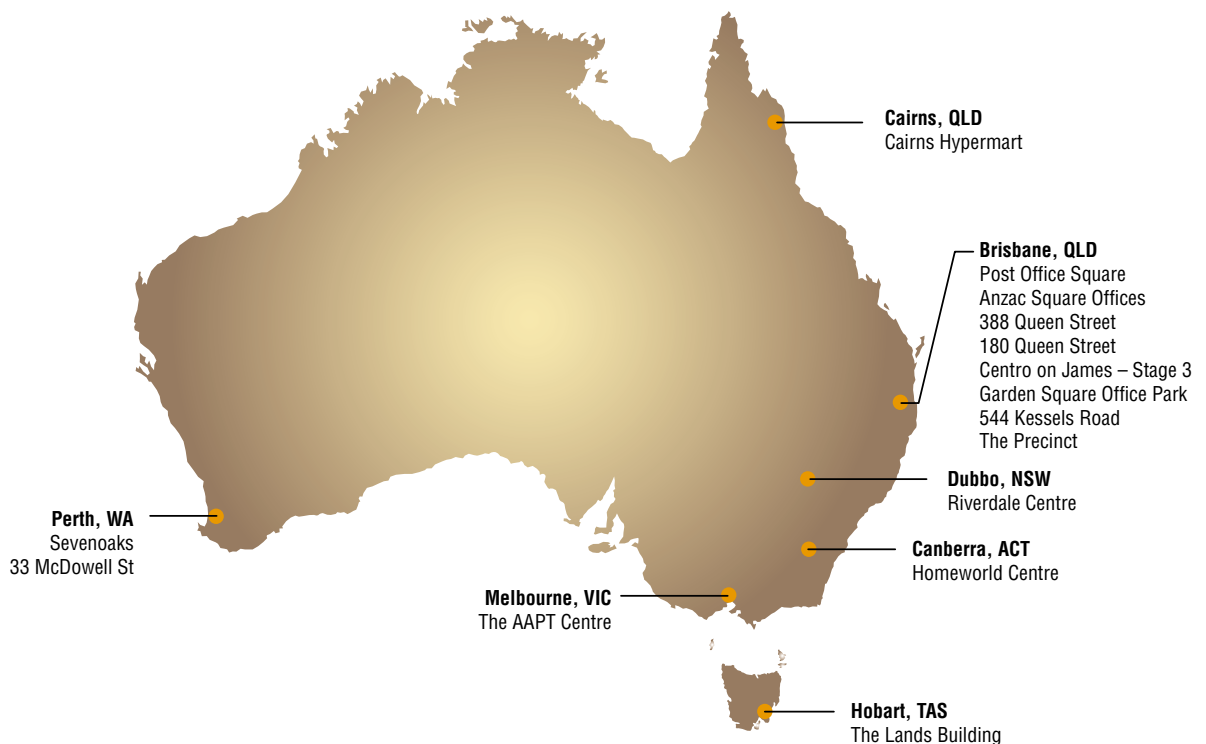 Cairns, QLD
Cairns Hypermart
Brisbane, QLD
Post Office Square
Anzac Square Offices
388 Queen Street
180 Queen Street
Centro on James – Stage 3
Garden Square Office Park
544 Kessels Road
The Precinct
Dubbo, NSW
Riverdale Centre
Perth, WA
Sevenoaks
33 McDowell St
Canberra, ACT
Homeworld Centre
Melbourne, VIC
The AAPT Centre
Hobart, TAS
The Lands Building